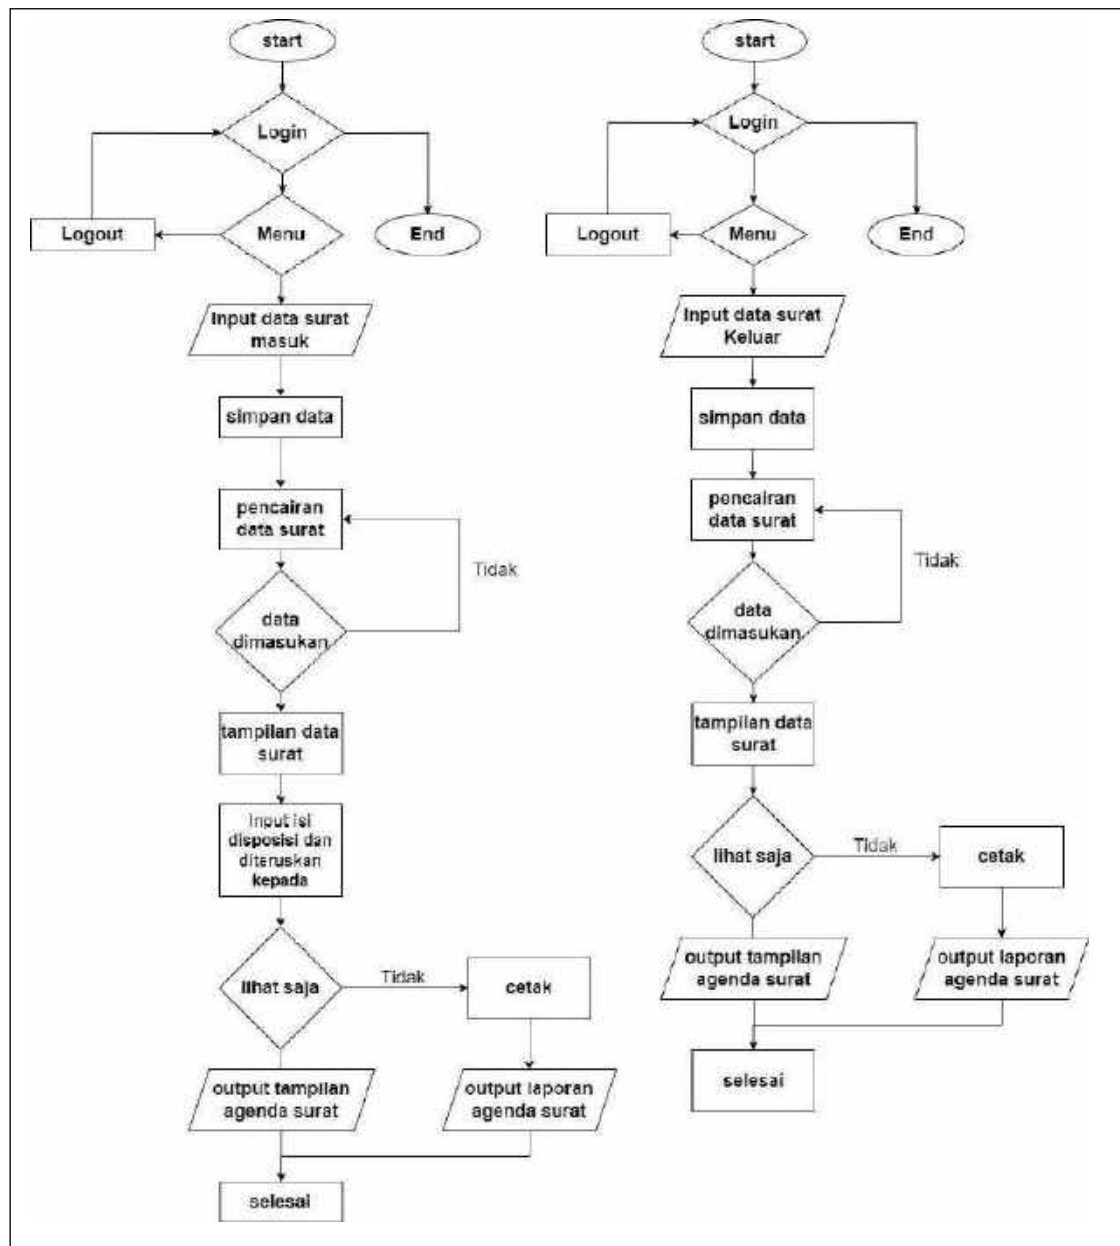 start
Login
Logout
Menu
End
Input data surat
masuk
simpan data
pencairan
data surat
Tidak
data
dimasukan
tampilan data
surat
Input isi
disposisi dan
diteruskan
kepada
lihat saja
Tidak
cetak
output tampilan
agenda surat
output laporan
agenda surat
selesai
start
Login
Logout
Menu
End
Input data surat
Keluar
simpan data
pencairan
data surat
Tidak
data
dimasukan
tampilan data
surat
lihat saja
Tidak
cetak
output tampilan
agenda surat
output laporan
agenda surat
selesai